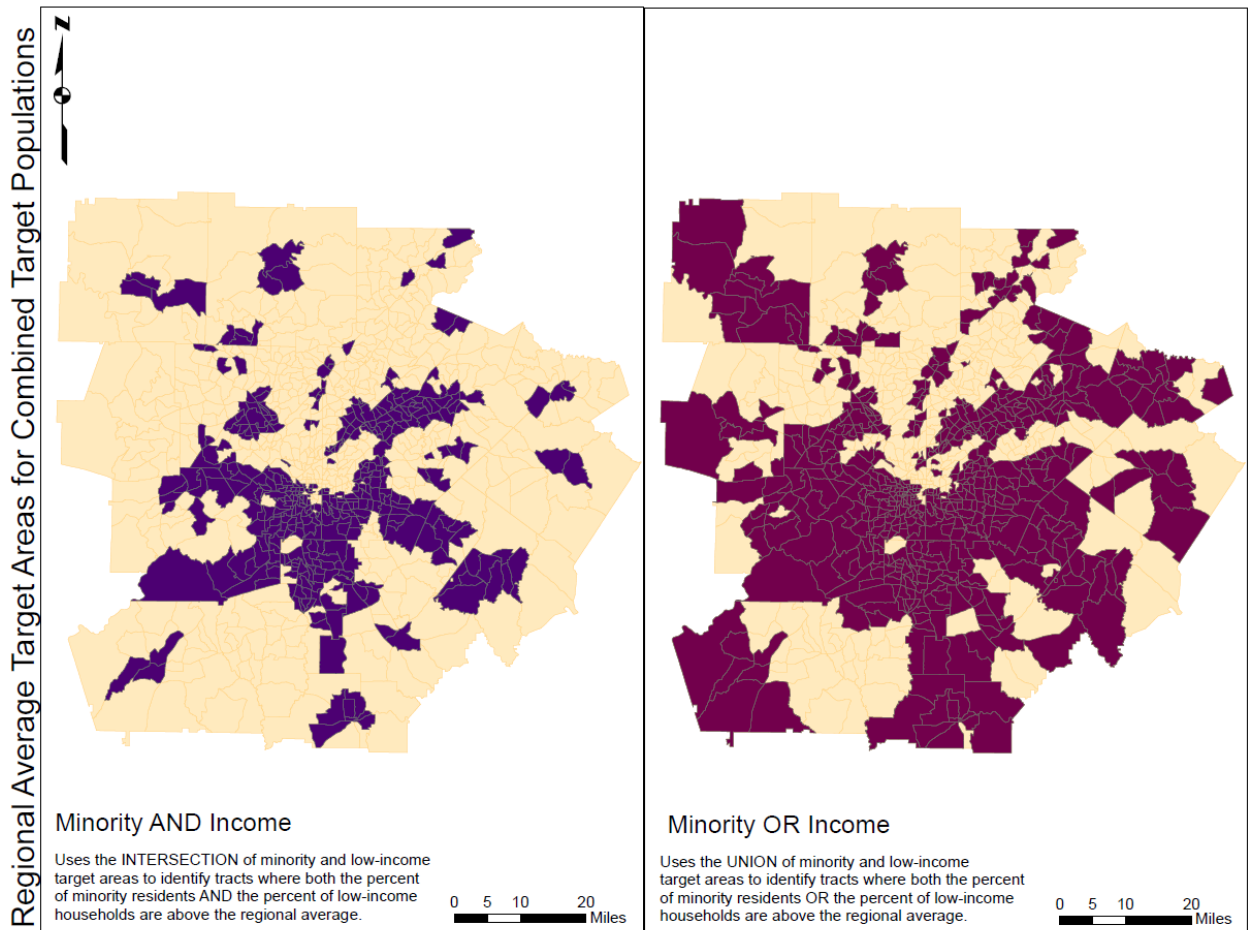 Regional Average Target Areas for Combined Target Populations
N
Minority AND Income
Uses the INTERSECTION of minority and low-income
target areas to identify tracts where both the percent
of minority residents AND the percent of low-income
households are above the regional average.
0 5 10 20
Miles
Minority OR Income
Uses the UNION of minority and low-income
target areas to identify tracts where both the percent
of minority residents OR the percent of low-income
households are above the regional average.
0 5 10 20
Miles